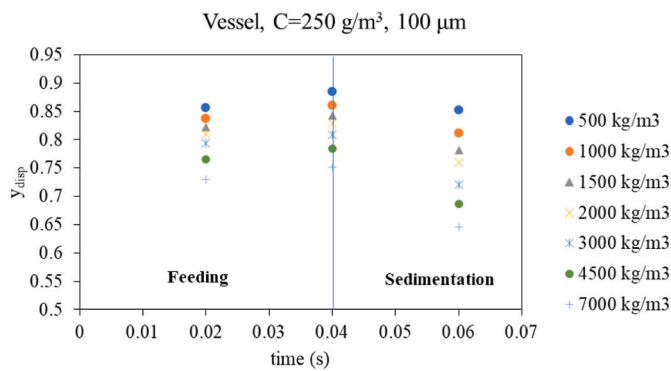 Vessel, C=250 g/m³, 100 µm
0.95
0.9
0.85
0.8
0.75
0.7
0.65
0.6
0.55
0.5
y_disp
Feeding
Sedimentation
0 0.01 0.02 0.03 0.04 0.05 0.06 0.07
time (s)
500 kg/m3
1000 kg/m3
1500 kg/m3
2000 kg/m3
3000 kg/m3
4500 kg/m3
7000 kg/m3